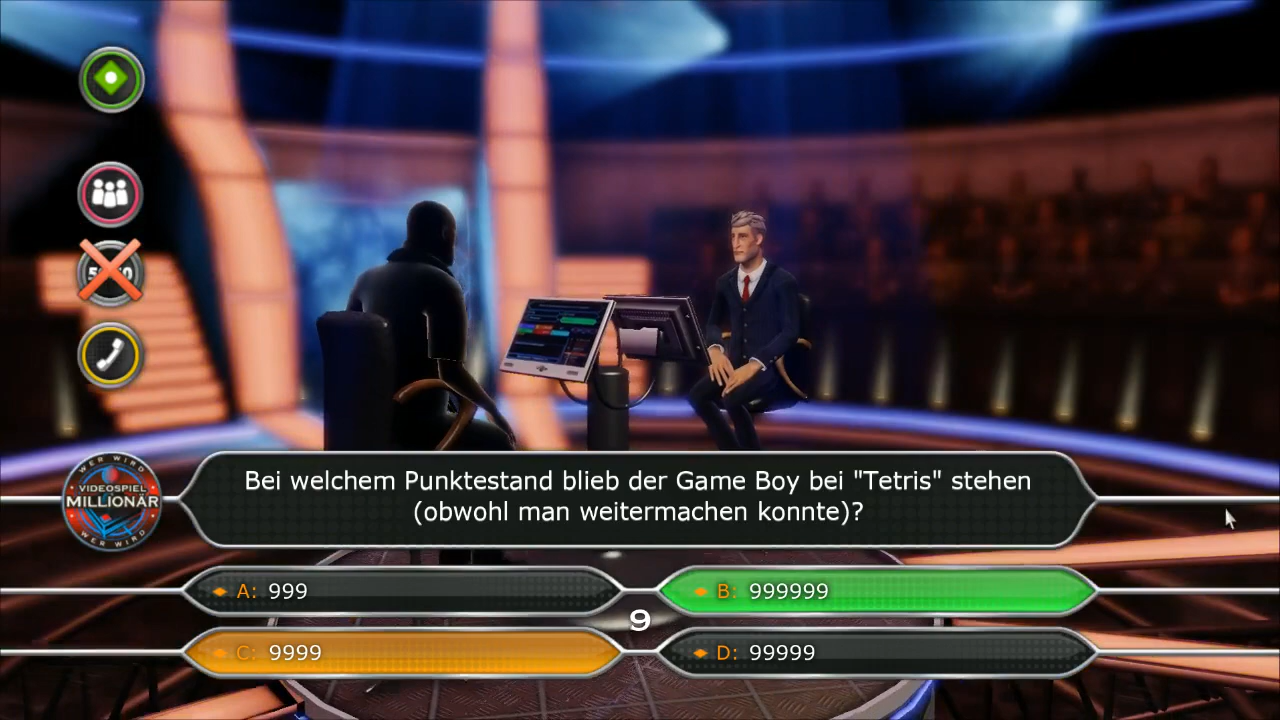 WER WIRD
VIDEOSPIEL
MILLIONÄR
WER WIRD
Bei welchem Punktestand blieb der Game Boy bei "Tetris" stehen
(obwohl man weitermachen konnte)?
A: 999
B: 999999
9
C: 9999
D: 99999